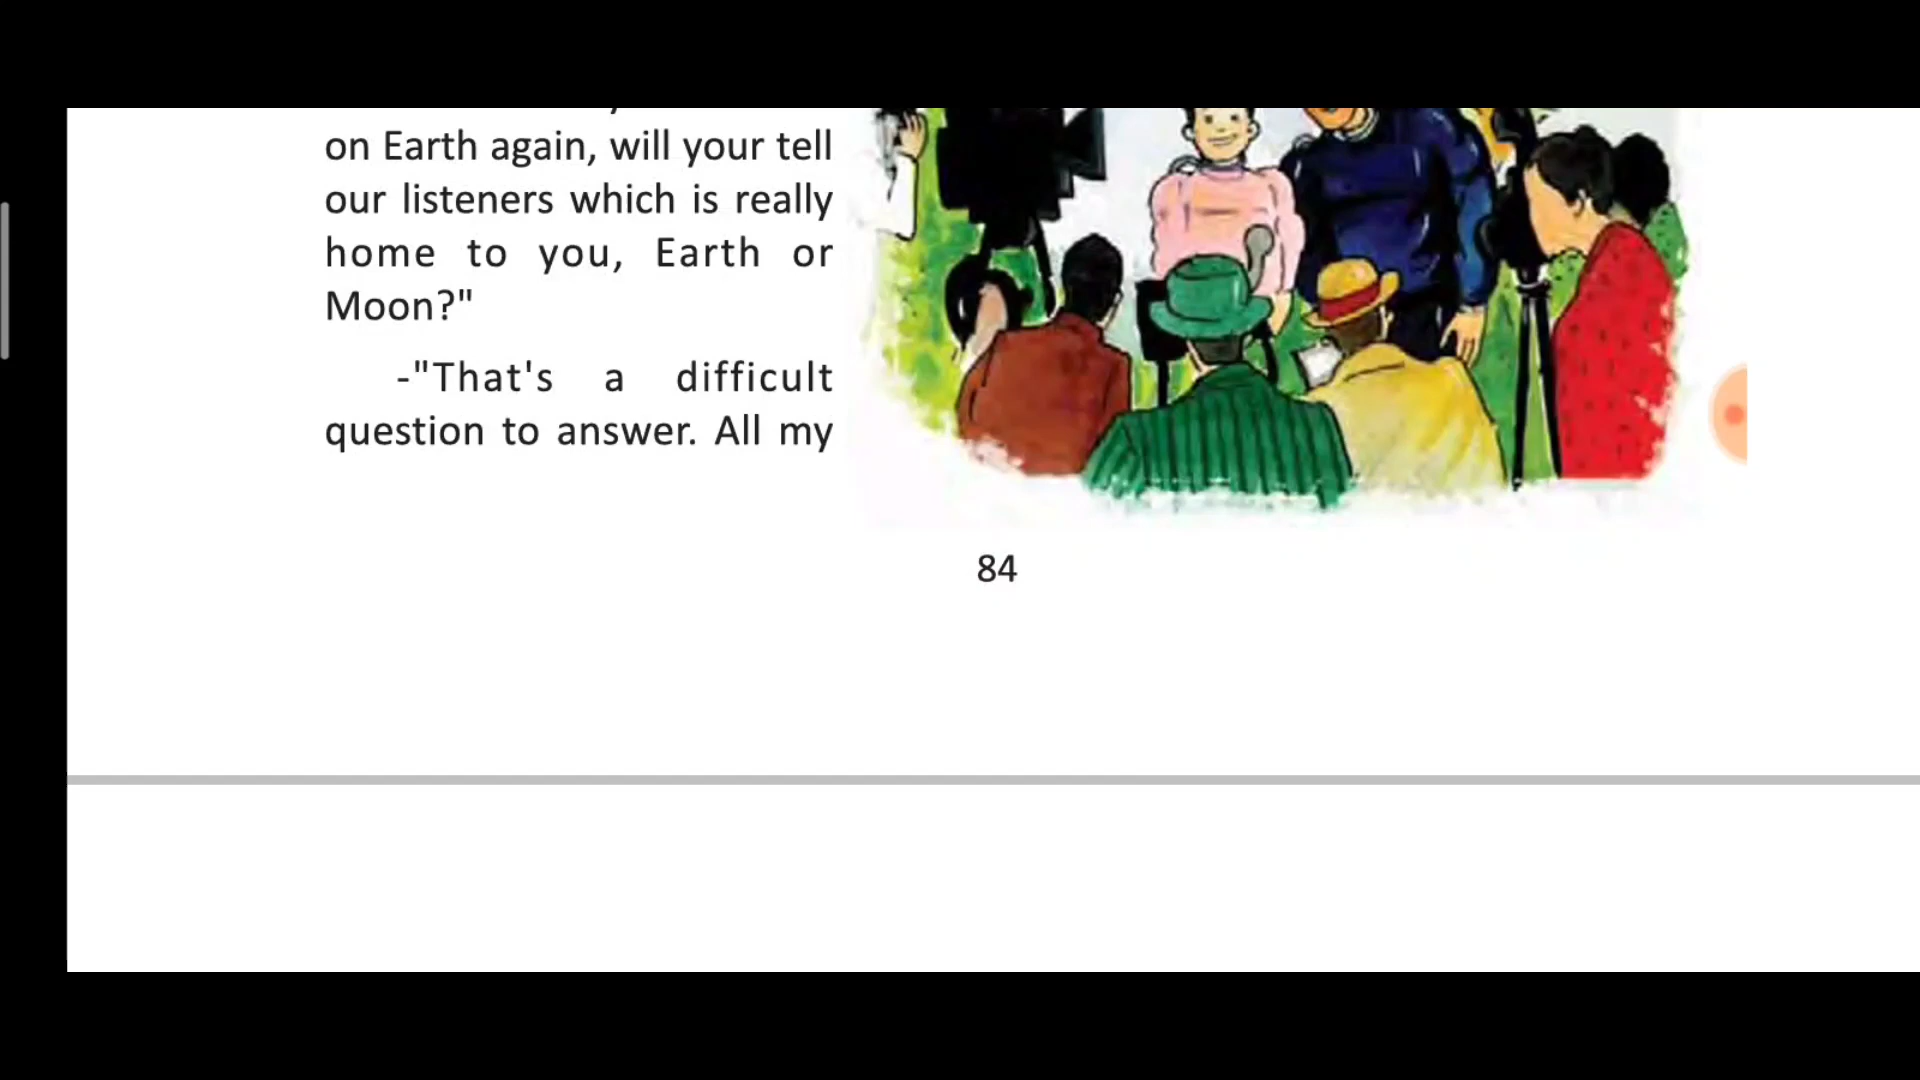 on Earth again, will your tell
our listeners which is really
home to you, Earth or
Moon?"
-"That's a difficult
question to answer. All my
84